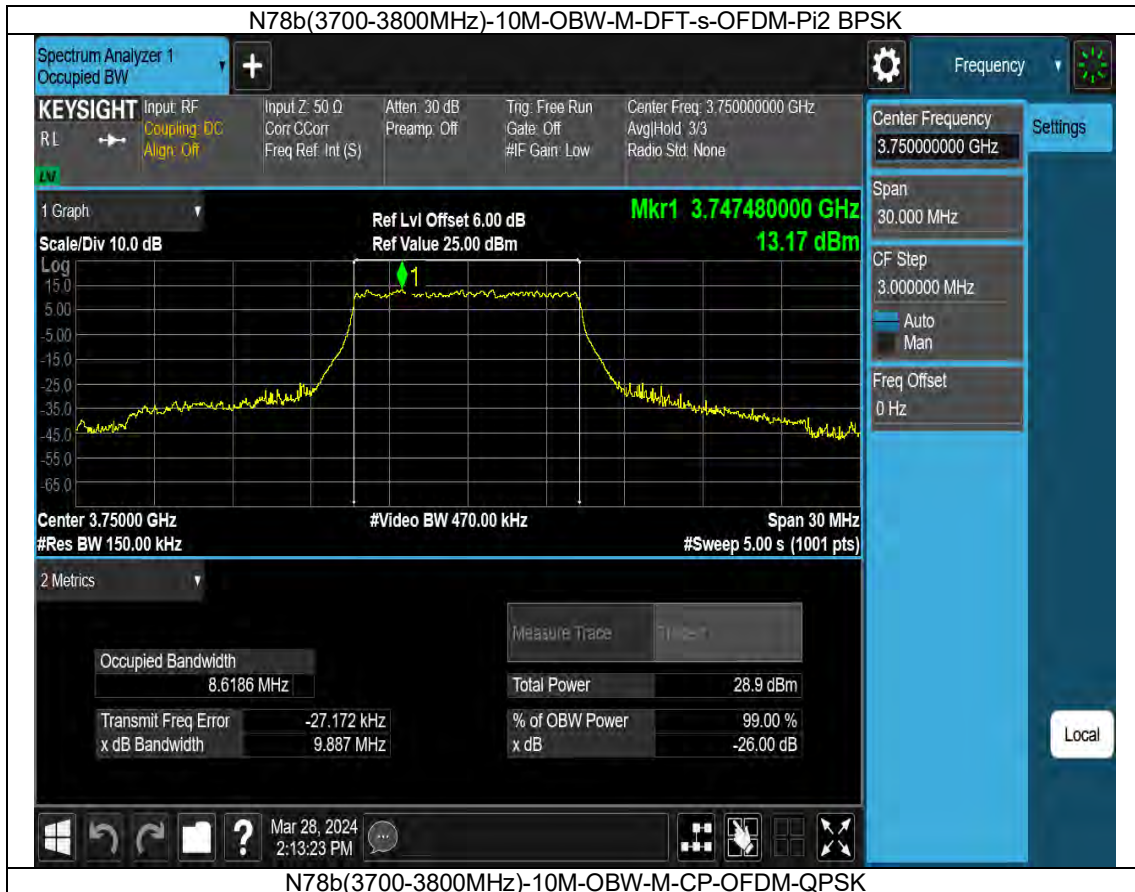 N78b(3700-3800MHz)-10M-OBW-M-DFT-s-OFDM-Pi2 BPSK
Spectrum Analyzer 1
Occupied BW
Frequency
KEYSIGHT
RL
Input: RF
Coupling: DC
Align: Off
Input Z: 50 Ω
Corr CCorr
Freq Ref: Int (S)
Atten: 30 dB
Preamp: Off
Trig: Free Run
Gate: Off
#IF Gain: Low
Center Freq: 3.750000000 GHz
Avg|Hold: 3/3
Radio Std: None
Center Frequency
3.750000000 GHz
Settings
Span
30.000 MHz
CF Step
3.000000 MHz
Auto
Man
Freq Offset
0 Hz
Local
1 Graph
Scale/Div 10.0 dB
Ref Lvl Offset 6.00 dB
Ref Value 25.00 dBm
Mkr1 3.747480000 GHz
13.17 dBm
Log
15.0
5.00
-5.00
-15.0
-25.0
-35.0
-45.0
-55.0
-65.0
1
Center 3.75000 GHz
#Res BW 150.00 kHz
#Video BW 470.00 kHz
Span 30 MHz
#Sweep 5.00 s (1001 pts)
2 Metrics
Measure Trace
Occupied Bandwidth
8.6186 MHz
Total Power 28.9 dBm
Transmit Freq Error -27.172 kHz
% of OBW Power 99.00 %
x dB Bandwidth 9.887 MHz
x dB -26.00 dB
Mar 28, 2024
2:13:23 PM
N78b(3700-3800MHz)-10M-OBW-M-CP-OFDM-QPSK